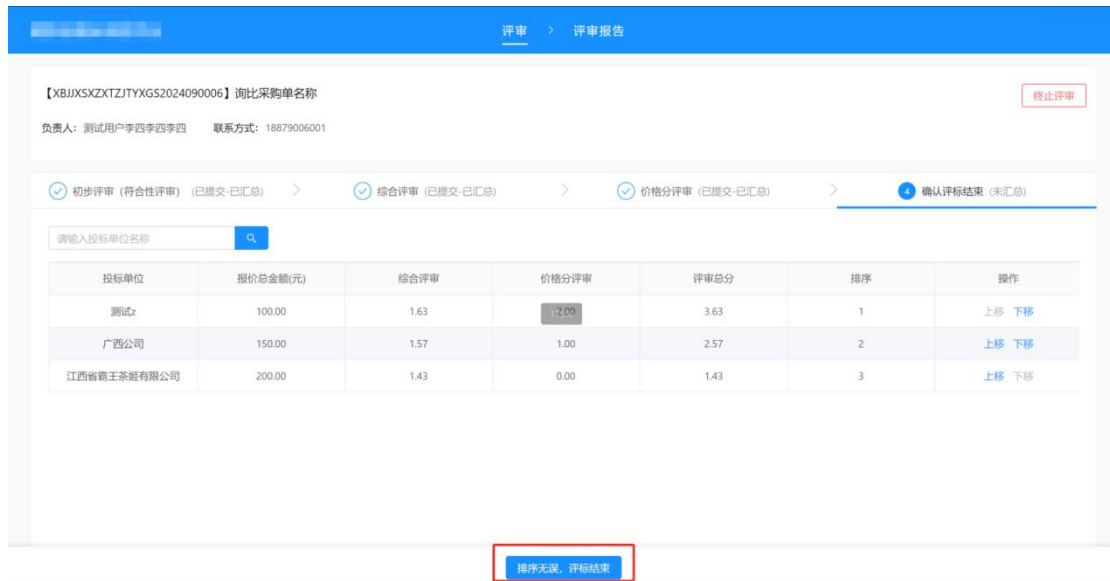 评审 > 评审报告
【XBJJXSXZXTZJTYXGS2024090006】询比采购单名称
终止评审
负责人：测试用户李四李四李四 联系方式：18879006001
初步评审（符合性评审）（已提交-已汇总） > 综合评审（已提交-已汇总） > 价格分评审（已提交-已汇总） > 4 确认评标结束（未汇总）
请输入投标单位名称
投标单位 报价总金额(元) 综合评审 价格分评审 评审总分 排序 操作
测试z 100.00 1.63 2.00 3.63 1 上移 下移
广西公司 150.00 1.57 1.00 2.57 2 上移 下移
江西省霸王茶姬有限公司 200.00 1.43 0.00 1.43 3 上移 下移
排序无误，评标结束